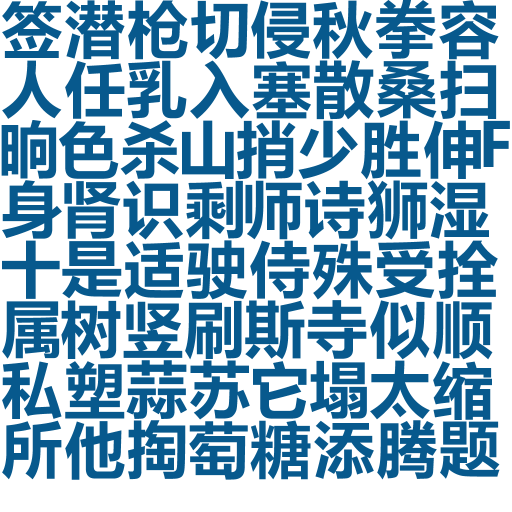 签潜枪切侵秋拳容
人任乳入塞散桑扫
晌色杀山捎少胜伸F
身肾识剩师诗狮湿
十是适驶侍殊受拴
属树竖刷斯寺似顺
私塑蒜苏它塌太缩
所他掏萄糖添腾题